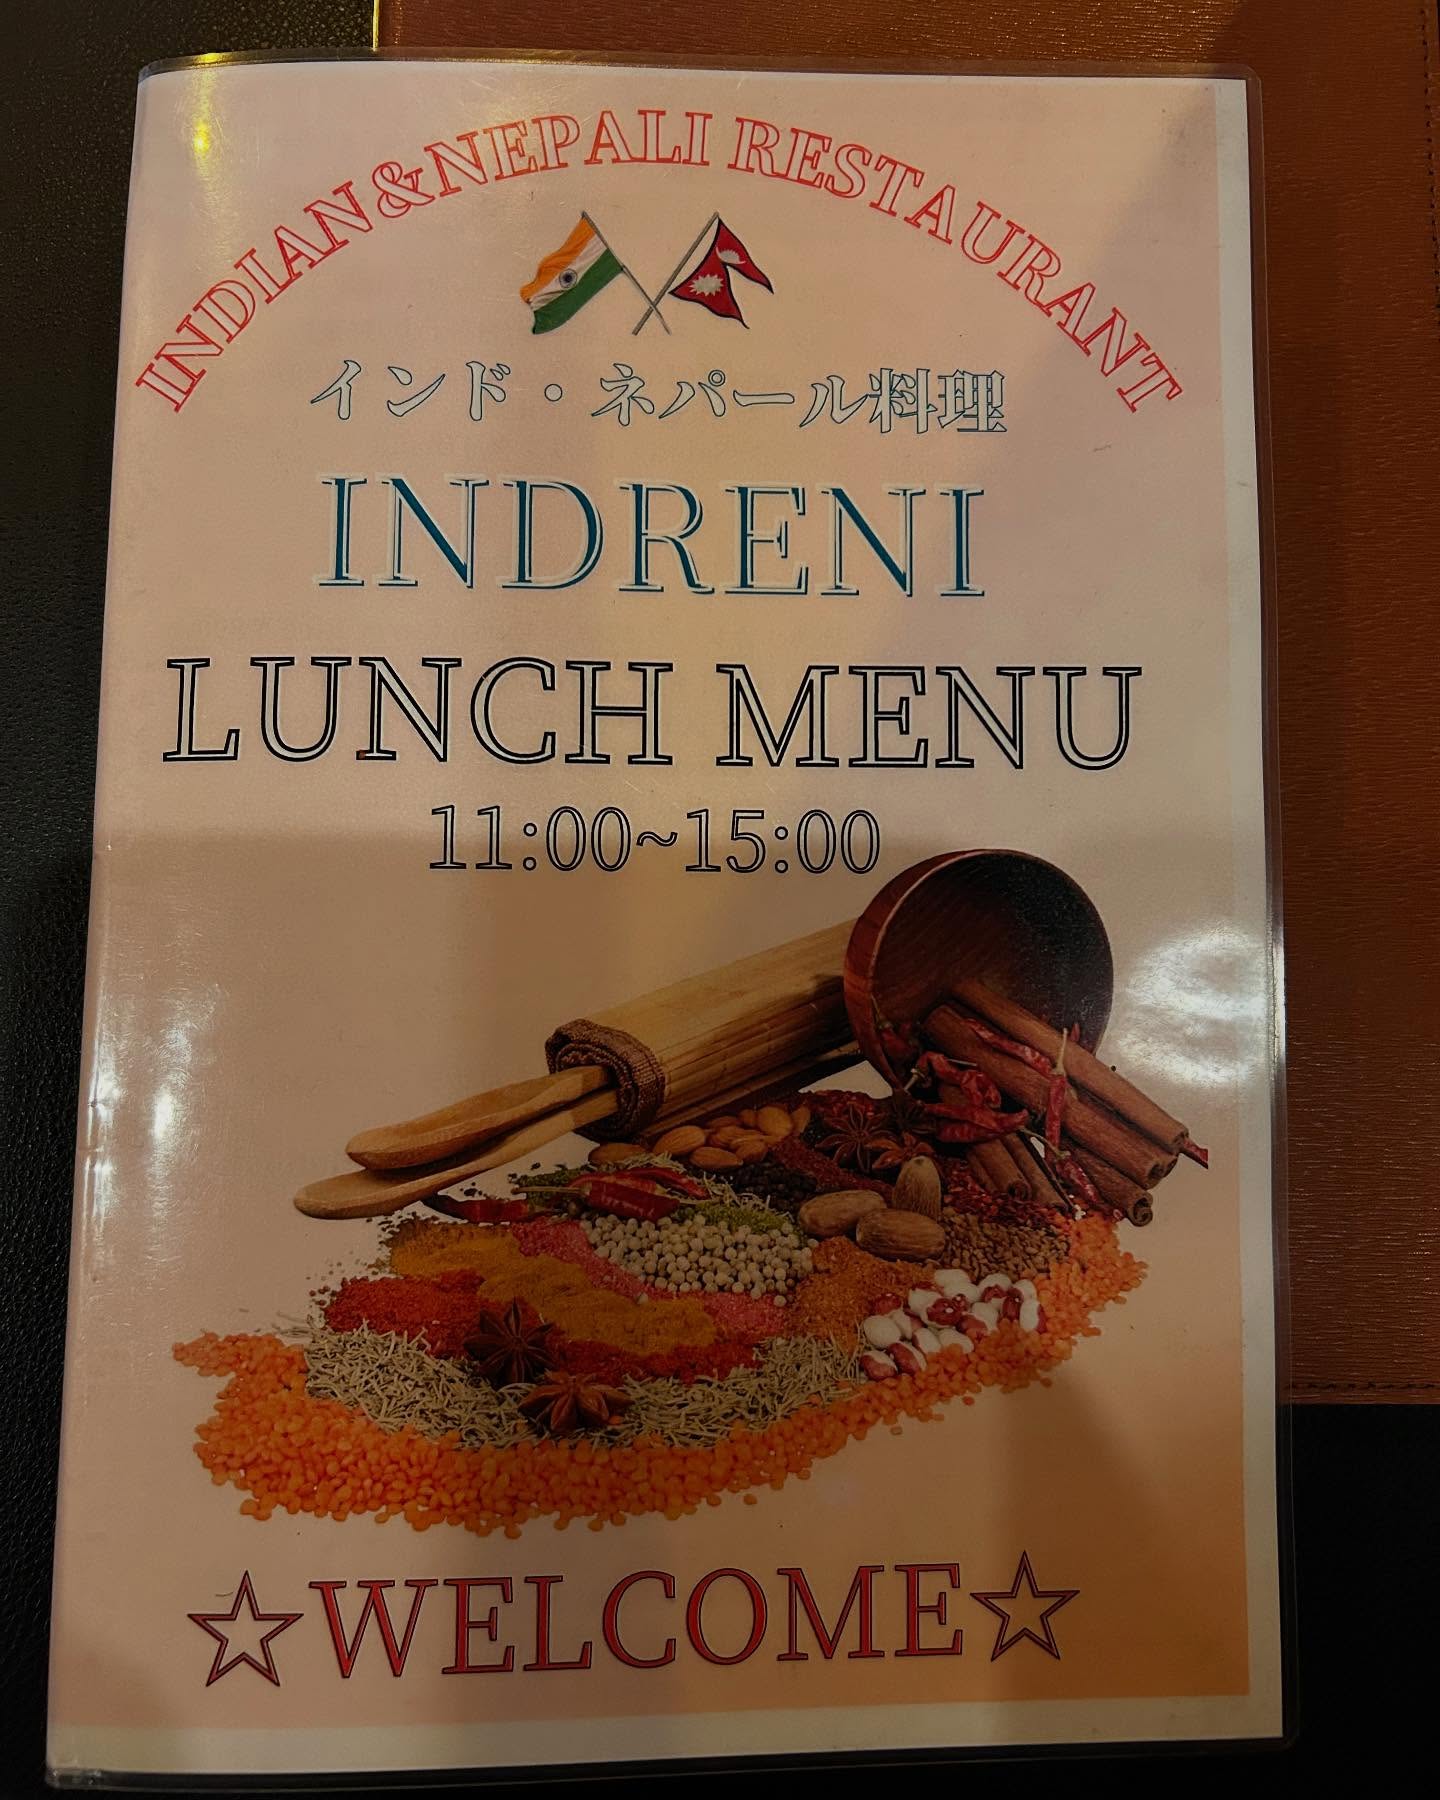 INDIAN&NEPALI RESTAURANT
インド・ネパール料理
INDRENI
LUNCH MENU
11:00~15:00
☆WELCOME☆